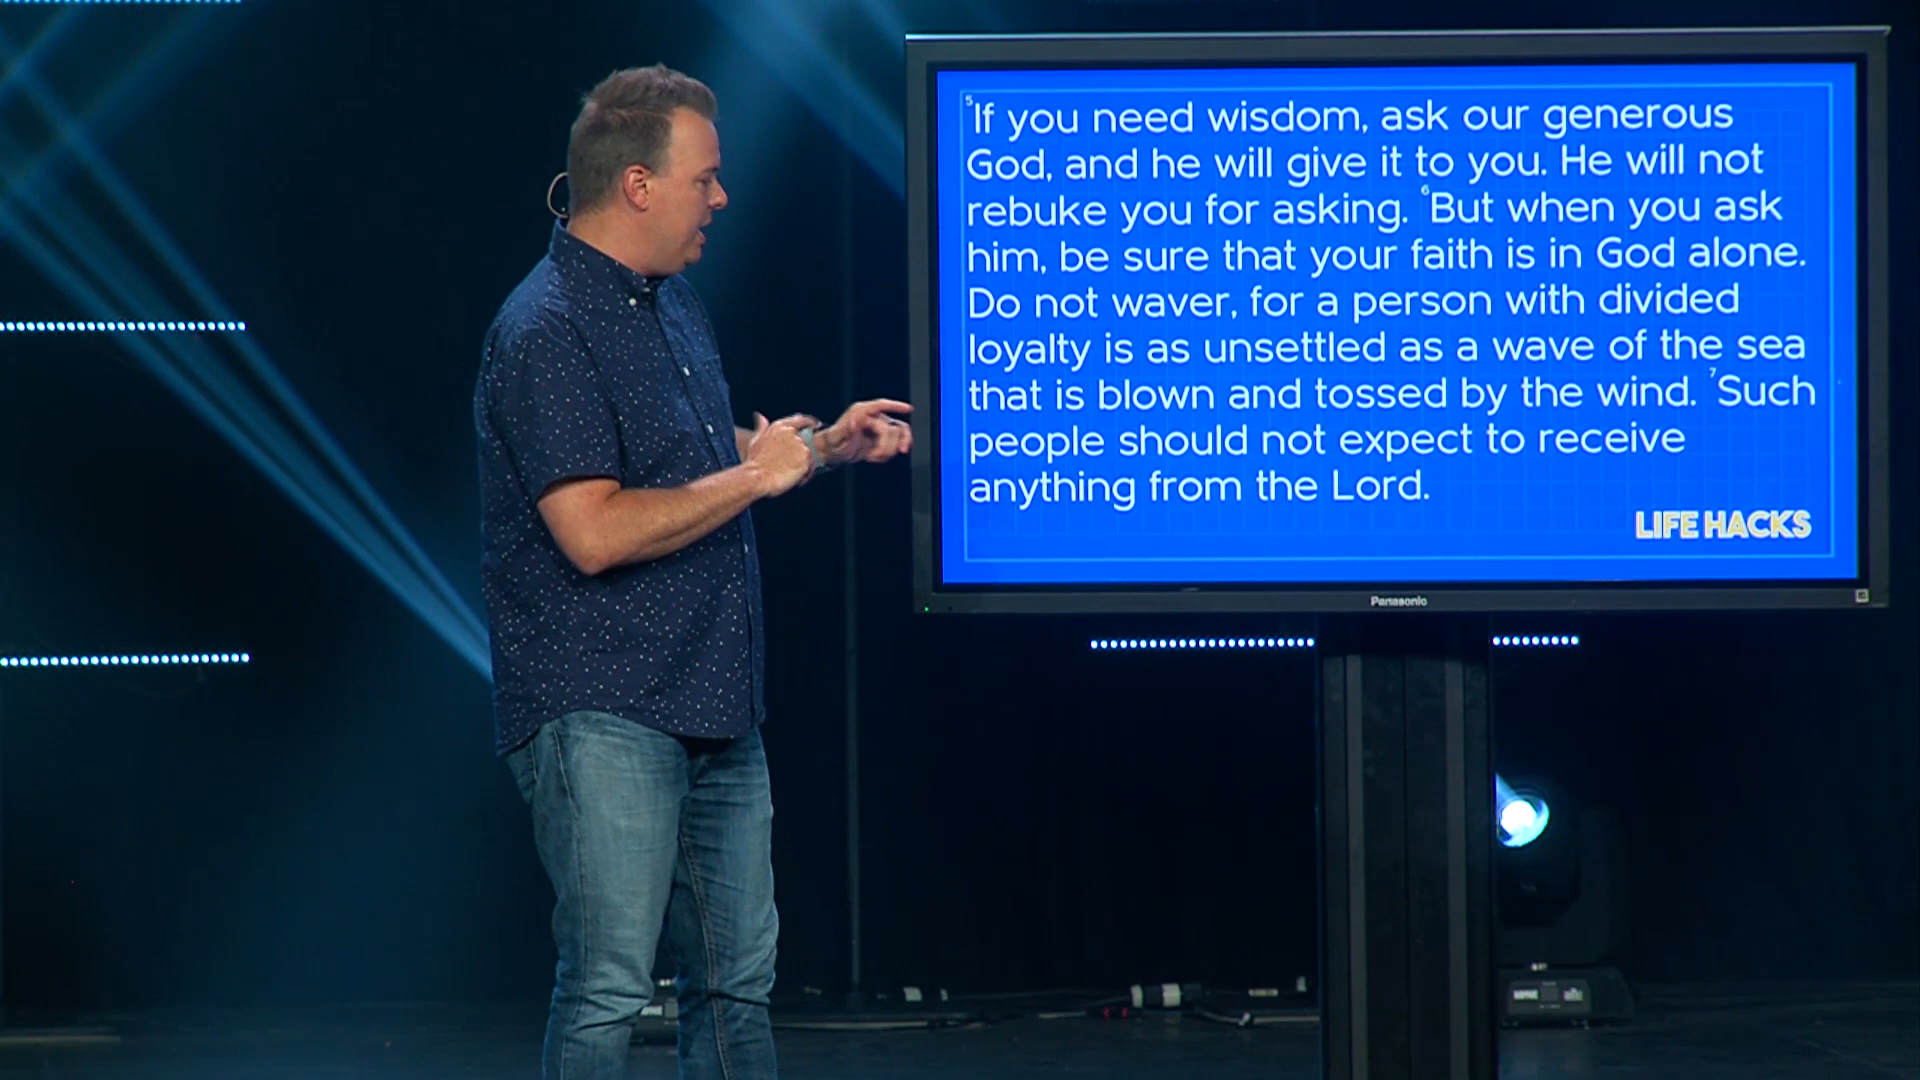 ⁵If you need wisdom, ask our generous
God, and he will give it to you. He will not
rebuke you for asking. ⁶But when you ask
him, be sure that your faith is in God alone.
Do not waver, for a person with divided
loyalty is as unsettled as a wave of the sea
that is blown and tossed by the wind. ⁷Such
people should not expect to receive
anything from the Lord.
LIFE HACKS
Panasonic